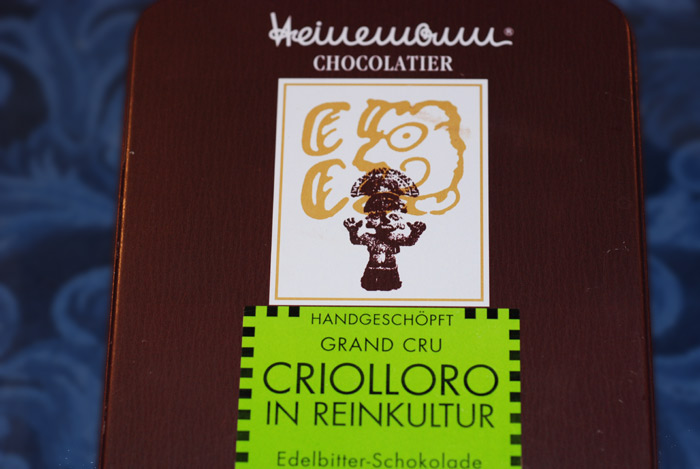 Heinemann®
CHOCOLATIER
HANDGESCHÖPFT
GRAND CRU
CRIOLLORO
IN REINKULTUR
Edelbitter-Schokolade